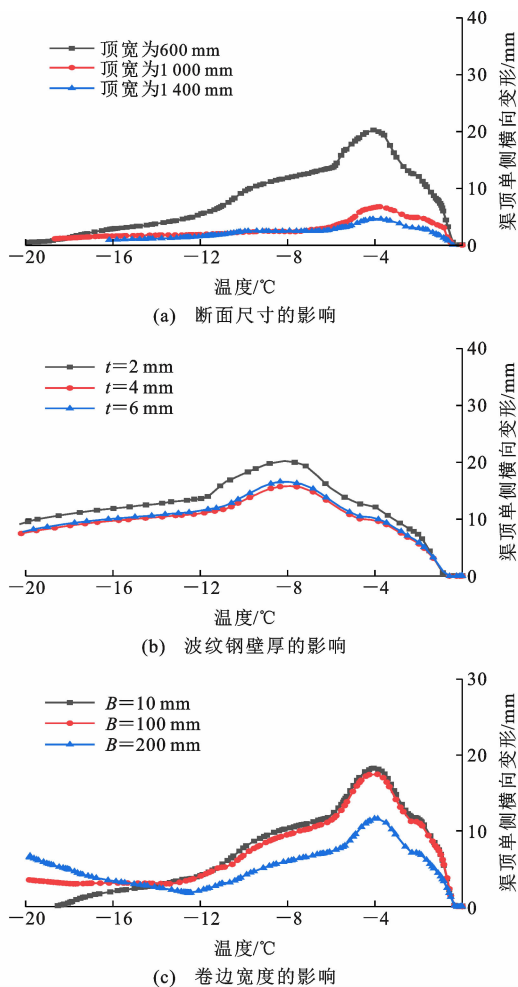 顶宽为600 mm
顶宽为1 000 mm
顶宽为1 400 mm
40
30
20
10
0
渠顶单侧横向变形/mm
−20 −16 −12 −8 −4
温度/℃
(a) 断面尺寸的影响
t=2 mm
t=4 mm
t=6 mm
40
30
20
10
0
渠顶单侧横向变形/mm
−20 −16 −12 −8 −4
温度/℃
(b) 波纹钢壁厚的影响
B=10 mm
B=100 mm
B=200 mm
30
20
10
0
渠顶单侧横向变形/mm
−20 −16 −12 −8 −4
温度/℃
(c) 卷边宽度的影响